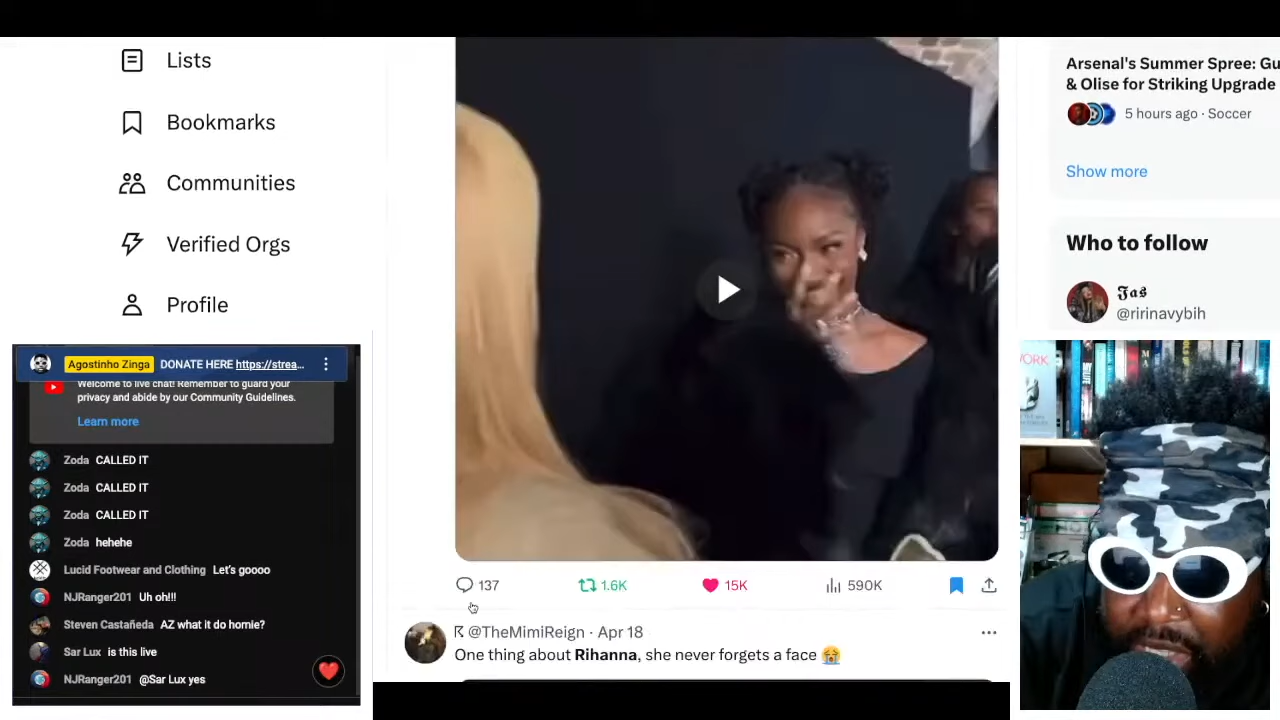 Lists
Bookmarks
Communities
Verified Orgs
Profile
Agostinho Zinga DONATE HERE https://strea...
Welcome to live chat! Remember to guard your
privacy and abide by our Community Guidelines.
Learn more
Zoda CALLED IT
Zoda CALLED IT
Zoda CALLED IT
Zoda hehehe
Lucid Footwear and Clothing Let's goooo
NJRanger201 Uh oh!!!
Steven Castañeda AZ what it do hornie?
Sar Lux is this live
NJRanger201 @Sar Lux yes
137 1.6K 15K 590K
@TheMimiReign · Apr 18
One thing about Rihanna, she never forgets a face 😭
Arsenal's Summer Spree: Gu
& Olise for Striking Upgrade
5 hours ago · Soccer
Show more
Who to follow
𝕵𝖆𝖘
@ririnavybih